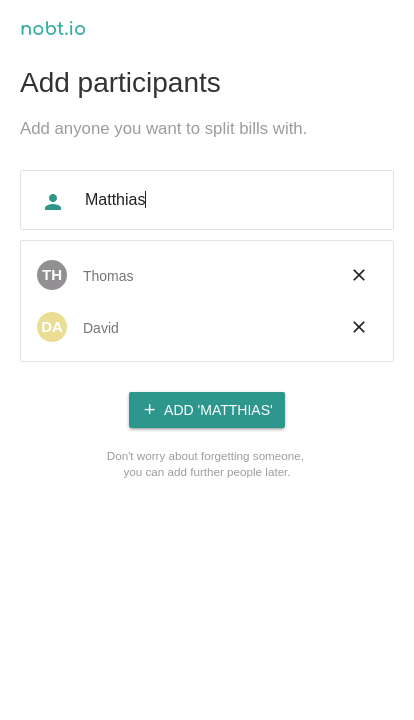 nobt.io
Add participants
Add anyone you want to split bills with.
Matthias
TH Thomas
DA David
+ ADD 'MATTHIAS'
Don't worry about forgetting someone,
you can add further people later.